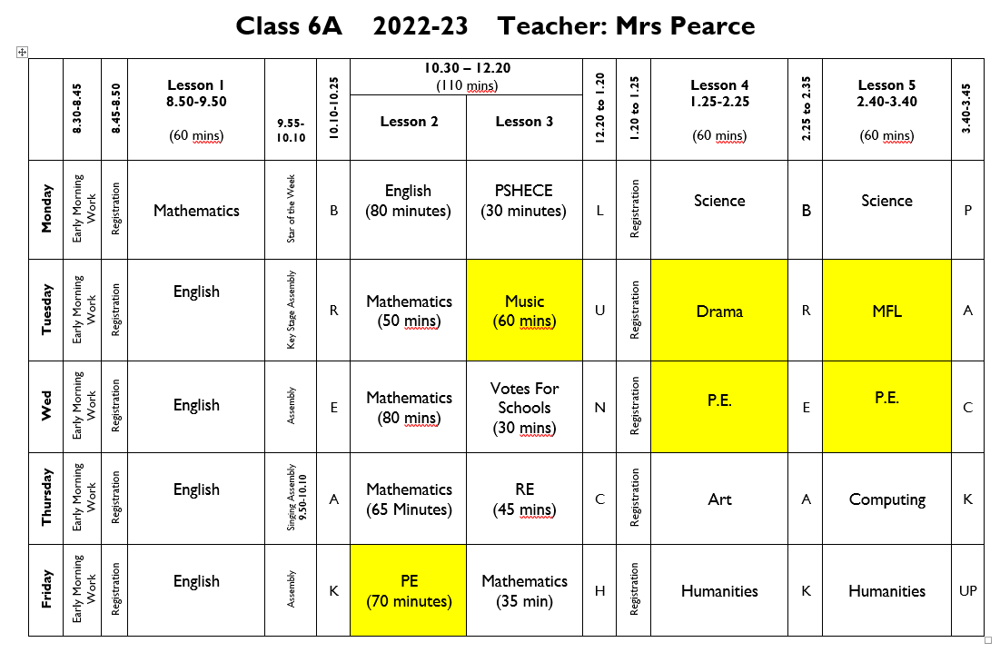 Class 6A 2022-23 Teacher: Mrs Pearce
8.30-8.45
8.45-8.50
Lesson 1
8.50-9.50
(60 mins)
9.55-
10.10
10.10-10.25
10.30 – 12.20
(110 mins)
Lesson 2
Lesson 3
12.20 to 1.20
1.20 to 1.25
Lesson 4
1.25-2.25
(60 mins)
2.25 to 2.35
Lesson 5
2.40-3.40
(60 mins)
3.40-3.45
Monday
Early Morning
Work
Registration
Mathematics
Star of the Week
B
English
(80 minutes)
PSHECE
(30 minutes)
L
Registration
Science
B
Science
P
Tuesday
Early Morning
Work
Registration
English
Key Stage Assembly
R
Mathematics
(50 mins)
Music
(60 mins)
U
Registration
Drama
R
MFL
A
Wed
Early Morning
Work
Registration
English
Assembly
E
Mathematics
(80 mins)
Votes For
Schools
(30 mins)
N
Registration
P.E.
E
P.E.
C
Thursday
Early Morning
Work
Registration
English
Singing Assembly
9.50-10.10
A
Mathematics
(65 Minutes)
RE
(45 mins)
C
Registration
Art
A
Computing
K
Friday
Early Morning
Work
Registration
English
Assembly
K
PE
(70 minutes)
Mathematics
(35 min)
H
Registration
Humanities
K
Humanities
UP